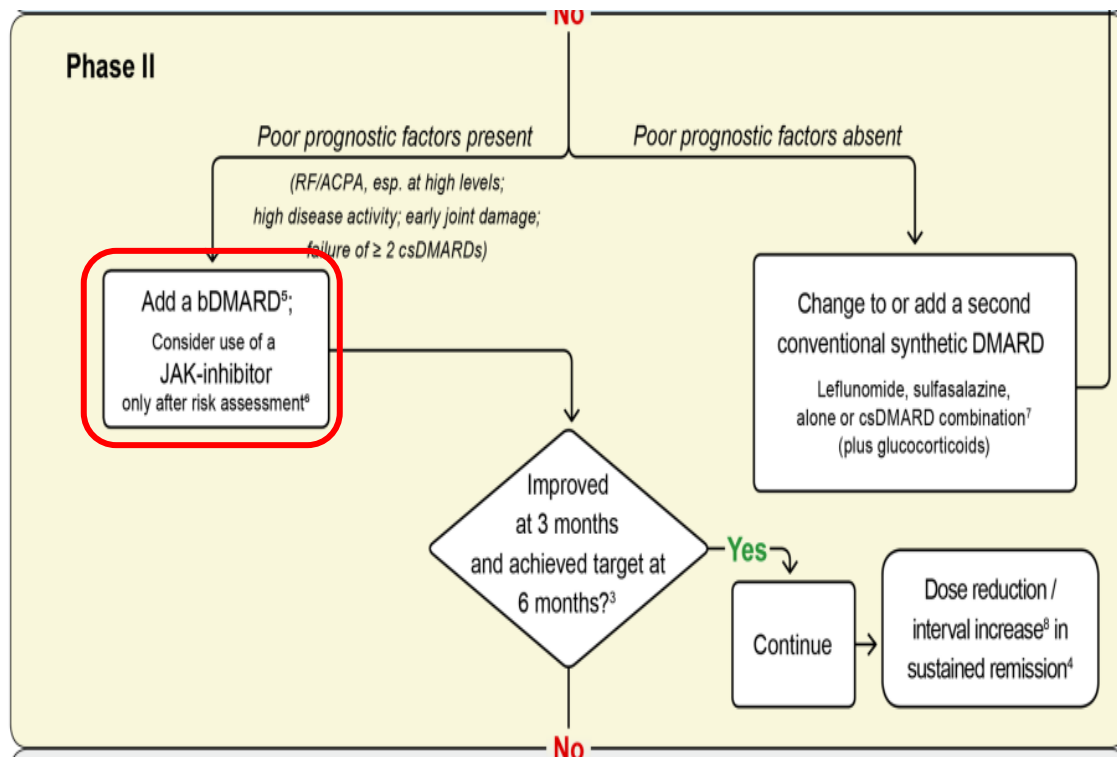 No
Phase II
Poor prognostic factors present
(RF/ACPA, esp. at high levels;
high disease activity; early joint damage;
failure of ≥ 2 csDMARDs)
Poor prognostic factors absent
Add a bDMARD⁵;
Consider use of a
JAK-inhibitor
only after risk assessment⁶
Change to or add a second
conventional synthetic DMARD
Leflunomide, sulfasalazine,
alone or csDMARD combination⁷
(plus glucocorticoids)
Improved
at 3 months
and achieved target at
6 months?³
Yes
Continue
Dose reduction /
interval increase⁸ in
sustained remission⁴
No